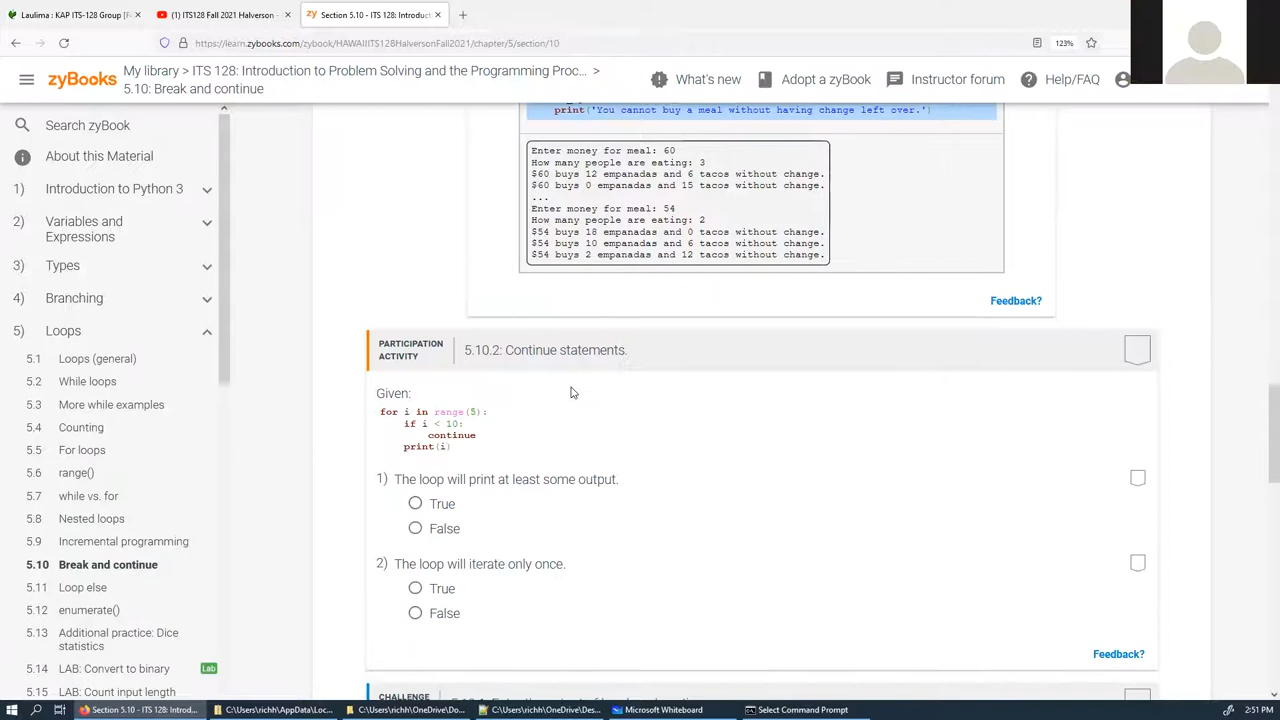 Laulima : KAP ITS-128 Group [F
(1) ITS128 Fall 2021 Halverson -
zy Section 5.10 - ITS 128: Introduct
https://learn.zybooks.com/zybook/HAWAIIITS128HalversonFall2021/chapter/5/section/10
123%
zyBooks
My library > ITS 128: Introduction to Problem Solving and the Programming Proc... >
5.10: Break and continue
What's new
Adopt a zyBook
Instructor forum
Help/FAQ
Search zyBook
About this Material
1) Introduction to Python 3
2) Variables and
Expressions
3) Types
4) Branching
5) Loops
5.1 Loops (general)
5.2 While loops
5.3 More while examples
5.4 Counting
5.5 For loops
5.6 range()
5.7 while vs. for
5.8 Nested loops
5.9 Incremental programming
5.10 Break and continue
5.11 Loop else
5.12 enumerate()
5.13 Additional practice: Dice
statistics
5.14 LAB: Convert to binary Lab
5.15 LAB: Count input length
print('You cannot buy a meal without having change left over.')
Enter money for meal: 60
How many people are eating: 3
$60 buys 12 empanadas and 6 tacos without change.
$60 buys 0 empanadas and 15 tacos without change.
...
Enter money for meal: 54
How many people are eating: 2
$54 buys 18 empanadas and 0 tacos without change.
$54 buys 10 empanadas and 6 tacos without change.
$54 buys 2 empanadas and 12 tacos without change.
Feedback?
PARTICIPATION
ACTIVITY
5.10.2: Continue statements.
Given:
for i in range(5):
if i < 10:
continue
print(i)
1) The loop will print at least some output.
True
False
2) The loop will iterate only once.
True
False
Feedback?
CHALLENGE
Section 5.10 - ITS 128: Introd...
C:\Users\richh\AppData\Loc...
C:\Users\richh\OneDrive\Do...
C:\Users\richh\OneDrive\Des...
Microsoft Whiteboard
Select Command Prompt
2:51 PM